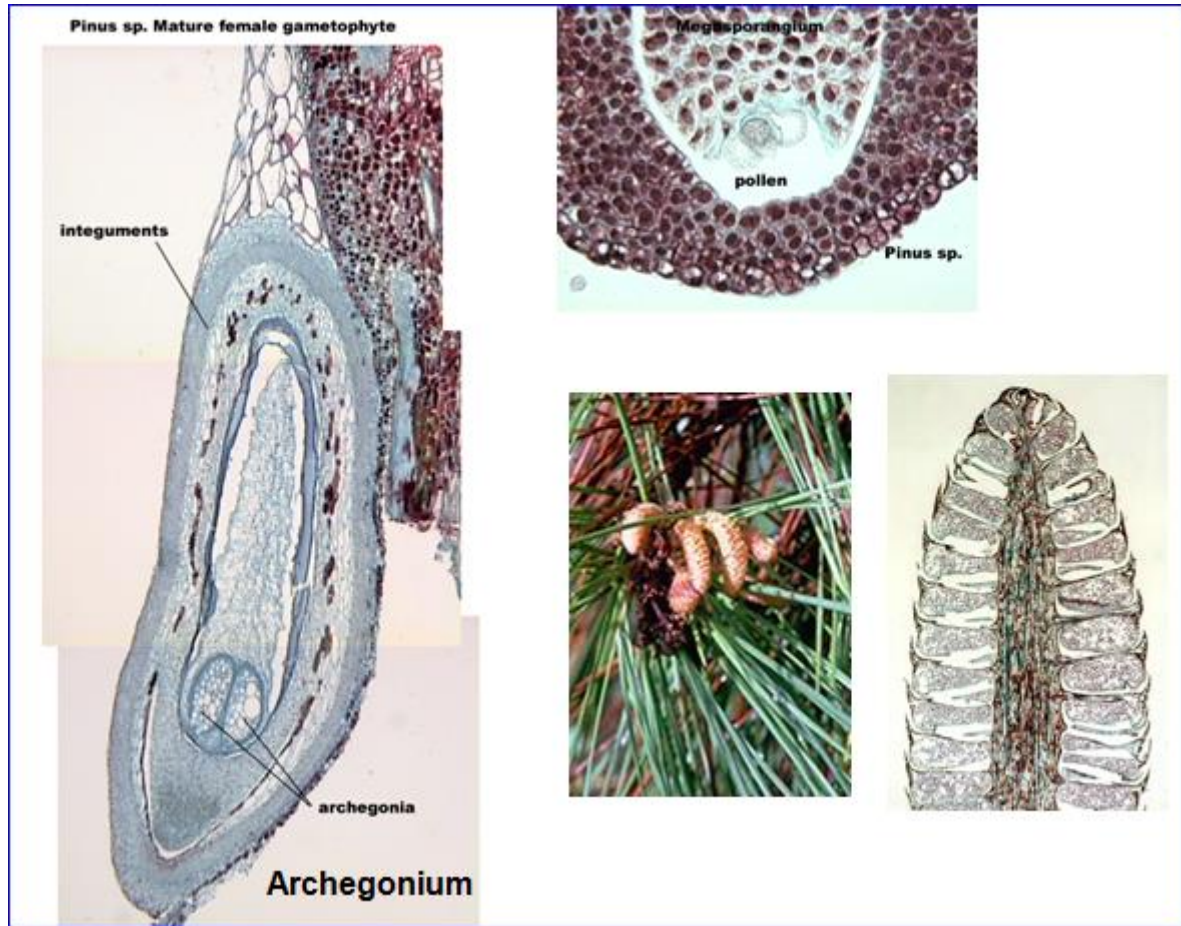 Pinus sp. Mature female gametophyte
Megasporangium
integuments
pollen
Pinus sp.
archegonia
Archegonium